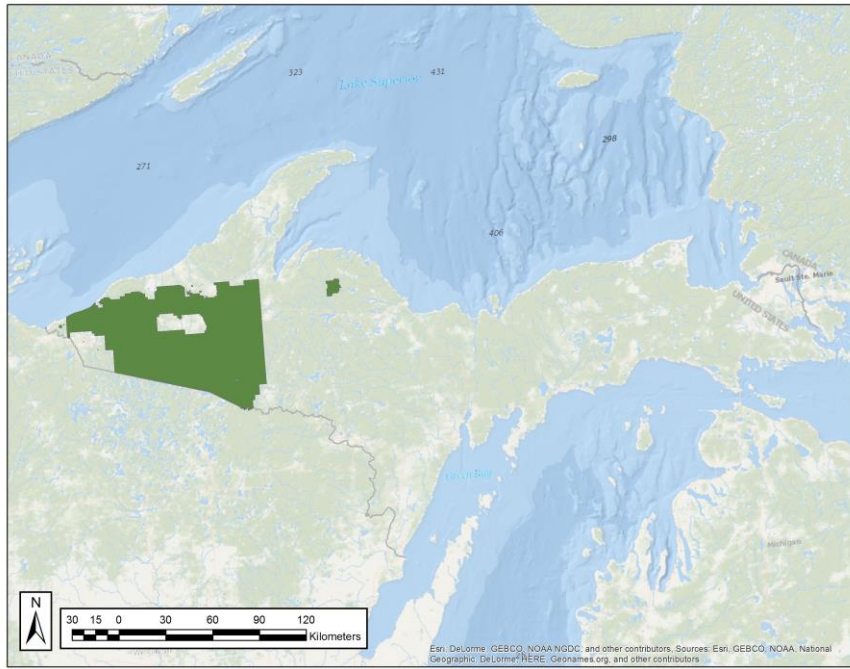 CANADA
UNITED STATES
323
431
Lake Superior
271
298
406
CANADA
Sault Ste. Marie
UNITED STATES
Green Bay
Michigan
N
30 15 0 30 60 90 120
Kilometers
Esri, DeLorme, GEBCO, NOAA NGDC, and other contributors, Sources: Esri, GEBCO, NOAA, National
Geographic, DeLorme, HERE, Geonames.org, and other contributors